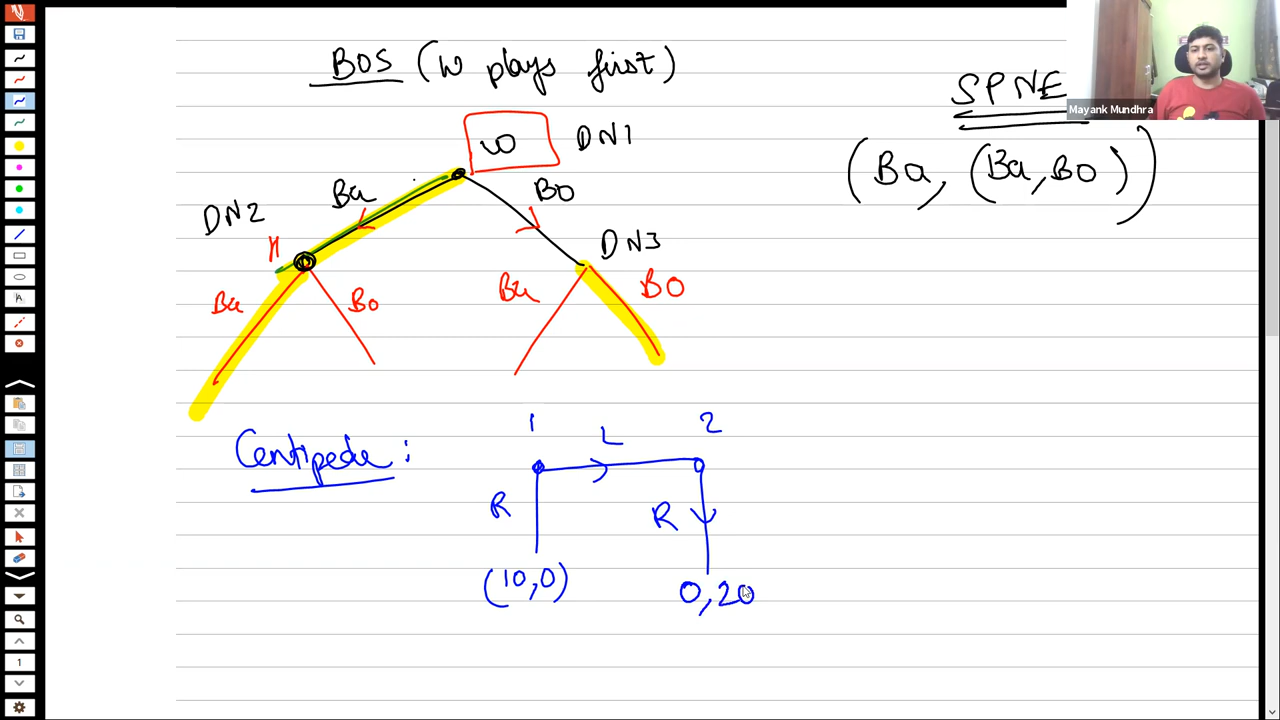 BOS (W plays first)
SPNE
Mayank Mundhra
(Ba, (Ba, BO))
W DN1
Ba BO
DN2
H
DN3
Ba Bo Ba BO
Centipede :
1 2
L
R R
(10,0) 0,20
1